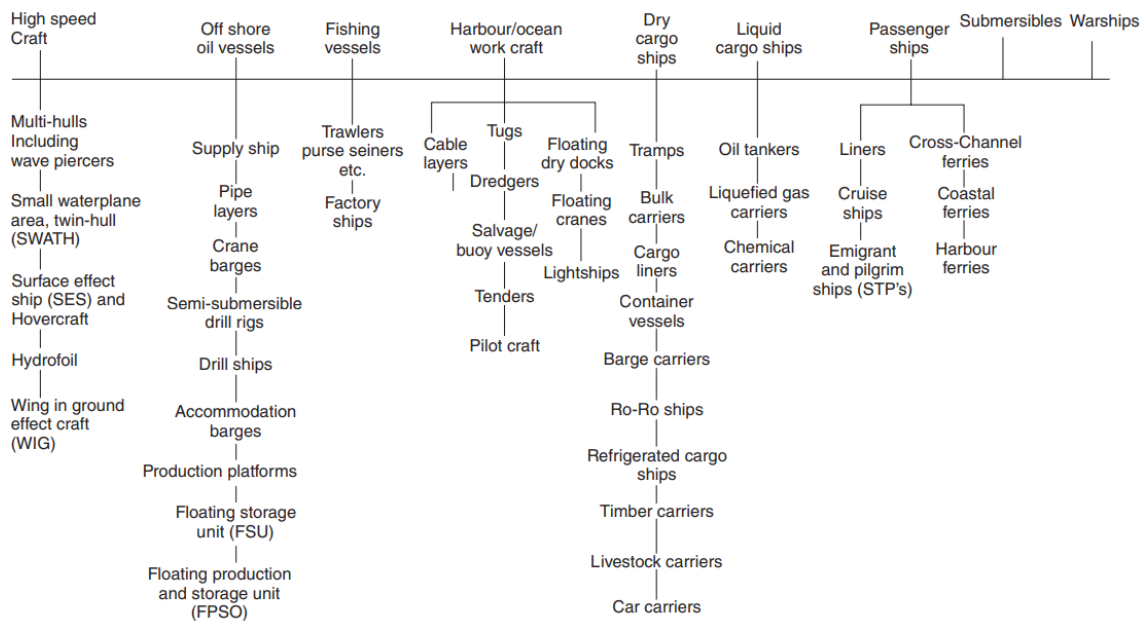 High speed
Craft
Off shore
oil vessels
Fishing
vessels
Harbour/ocean
work craft
Dry
cargo
ships
Liquid
cargo ships
Passenger
ships
Submersibles
Warships
Multi-hulls
Including
wave piercers
Small waterplane
area, twin-hull
(SWATH)
Surface effect
ship (SES) and
Hovercraft
Hydrofoil
Wing in ground
effect craft
(WIG)
Supply ship
Pipe
layers
Crane
barges
Semi-submersible
drill rigs
Drill ships
Accommodation
barges
Production platforms
Floating storage
unit (FSU)
Floating production
and storage unit
(FPSO)
Trawlers
purse seiners
etc.
Factory
ships
Cable
layers
Tugs
Dredgers
Salvage/
buoy vessels
Tenders
Pilot craft
Floating
dry docks
Floating
cranes
Lightships
Tramps
Bulk
carriers
Cargo
liners
Container
vessels
Barge carriers
Ro-Ro ships
Refrigerated cargo
ships
Timber carriers
Livestock carriers
Car carriers
Oil tankers
Liquefied gas
carriers
Chemical
carriers
Liners
Cruise
ships
Emigrant
and pilgrim
ships (STP's)
Cross-Channel
ferries
Coastal
ferries
Harbour
ferries